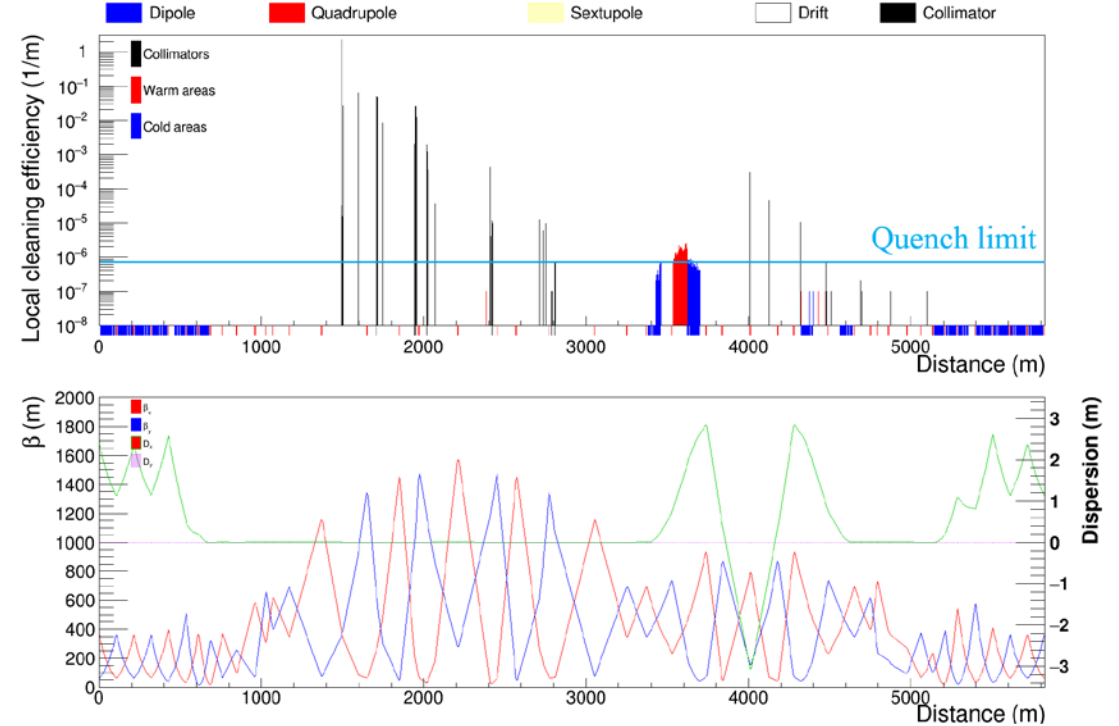 Dipole Quadrupole Sextupole Drift Collimator
Local cleaning efficiency (1/m)
Collimators
Warm areas
Cold areas
Quench limit
1
10⁻¹
10⁻²
10⁻³
10⁻⁴
10⁻⁵
10⁻⁶
10⁻⁷
10⁻⁸
0 1000 2000 3000 4000 5000
Distance (m)
β (m)
2000
1800
1600
1400
1200
1000
800
600
400
200
0
βₓ
βᵧ
Dₓ
Dᵧ
3
2
1
0
−1
−2
−3
Dispersion (m)
0 1000 2000 3000 4000 5000
Distance (m)